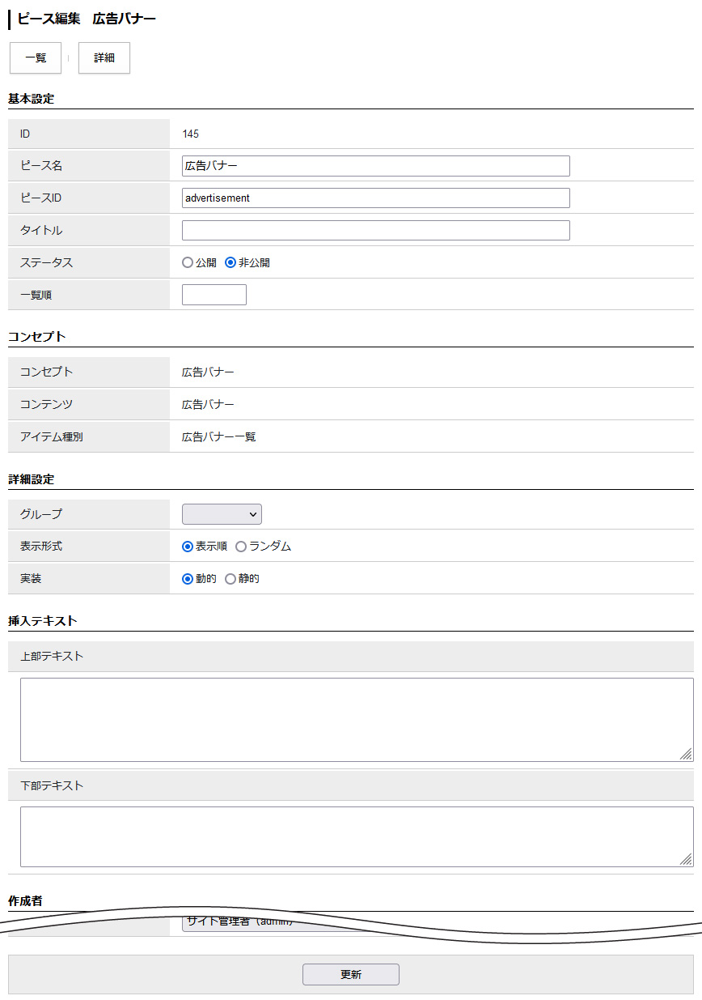 ピース編集　広告バナー
一覧 詳細
基本設定
ID 145
ピース名 広告バナー
ピースID advertisement
タイトル
ステータス 公開 非公開
一覧順
コンセプト
コンセプト 広告バナー
コンテンツ 広告バナー
アイテム種別 広告バナー一覧
詳細設定
グループ
表示形式 表示順 ランダム
実装 動的 静的
挿入テキスト
上部テキスト
下部テキスト
作成者
サイト管理者（admin）
更新